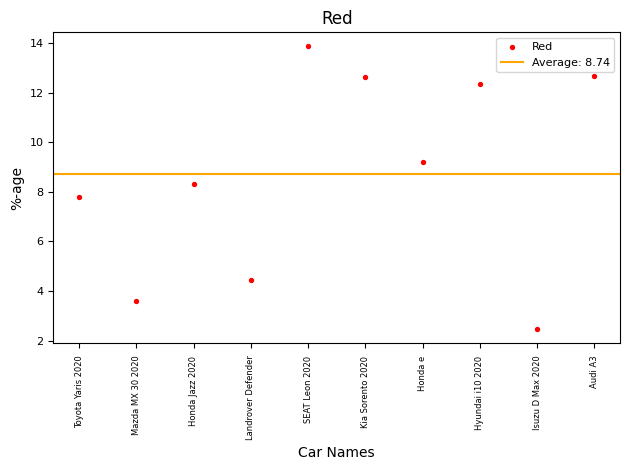 Red
Red
Average: 8.74
%-age
14
12
10
8
6
4
2
Toyota Yaris 2020
Mazda MX 30 2020
Honda Jazz 2020
Landrover Defender
SEAT Leon 2020
Kia Sorento 2020
Honda e
Hyundai i10 2020
Isuzu D Max 2020
Audi A3
Car Names